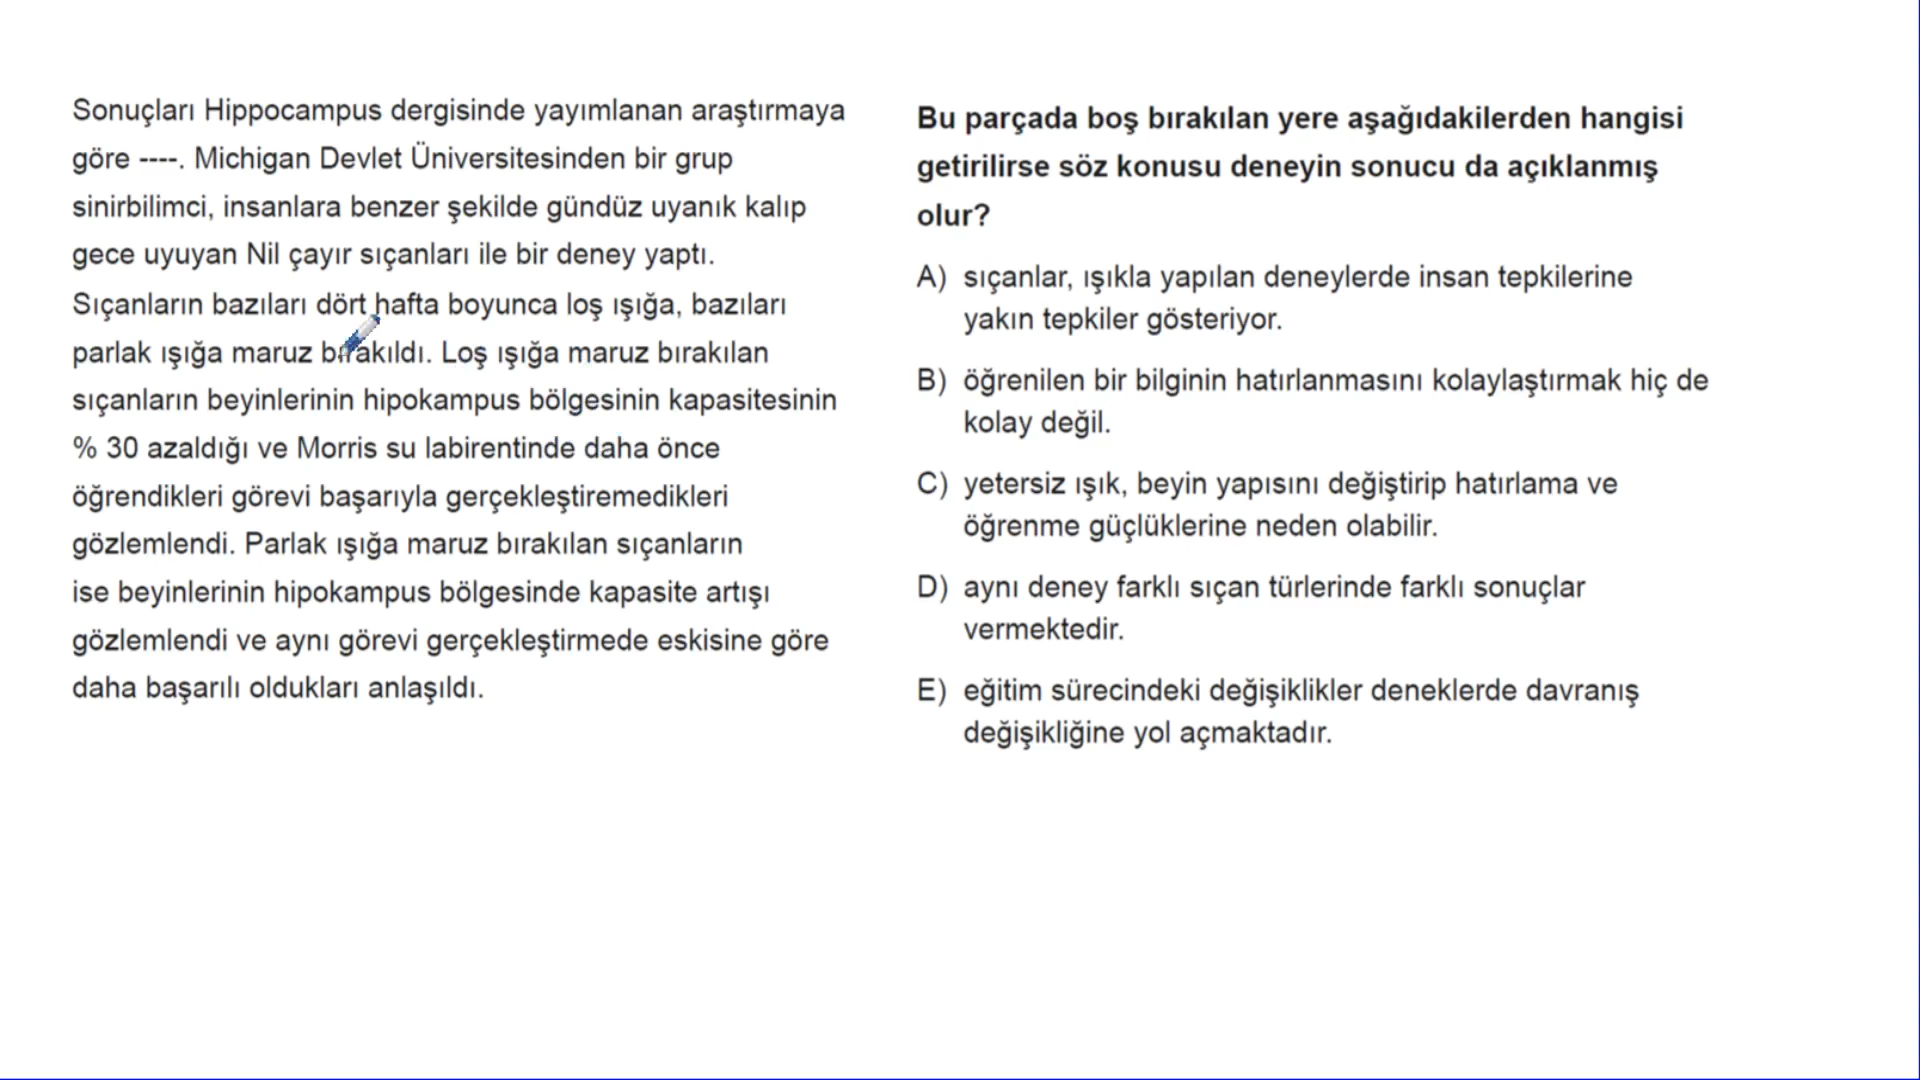 Sonuçları Hippocampus dergisinde yayımlanan araştırmaya
göre ----. Michigan Devlet Üniversitesinden bir grup
sinirbilimci, insanlara benzer şekilde gündüz uyanık kalıp
gece uyuyan Nil çayır sıçanları ile bir deney yaptı.
Sıçanların bazıları dört hafta boyunca loş ışığa, bazıları
parlak ışığa maruz bırakıldı. Loş ışığa maruz bırakılan
sıçanların beyinlerinin hipokampus bölgesinin kapasitesinin
% 30 azaldığı ve Morris su labirentinde daha önce
öğrendikleri görevi başarıyla gerçekleştiremedikleri
gözlemlendi. Parlak ışığa maruz bırakılan sıçanların
ise beyinlerinin hipokampus bölgesinde kapasite artışı
gözlemlendi ve aynı görevi gerçekleştirmede eskisine göre
daha başarılı oldukları anlaşıldı.
Bu parçada boş bırakılan yere aşağıdakilerden hangisi
getirilirse söz konusu deneyin sonucu da açıklanmış
olur?
A) sıçanlar, ışıkla yapılan deneylerde insan tepkilerine
yakın tepkiler gösteriyor.
B) öğrenilen bir bilginin hatırlanmasını kolaylaştırmak hiç de
kolay değil.
C) yetersiz ışık, beyin yapısını değiştirip hatırlama ve
öğrenme güçlüklerine neden olabilir.
D) aynı deney farklı sıçan türlerinde farklı sonuçlar
vermektedir.
E) eğitim sürecindeki değişiklikler deneklerde davranış
değişikliğine yol açmaktadır.